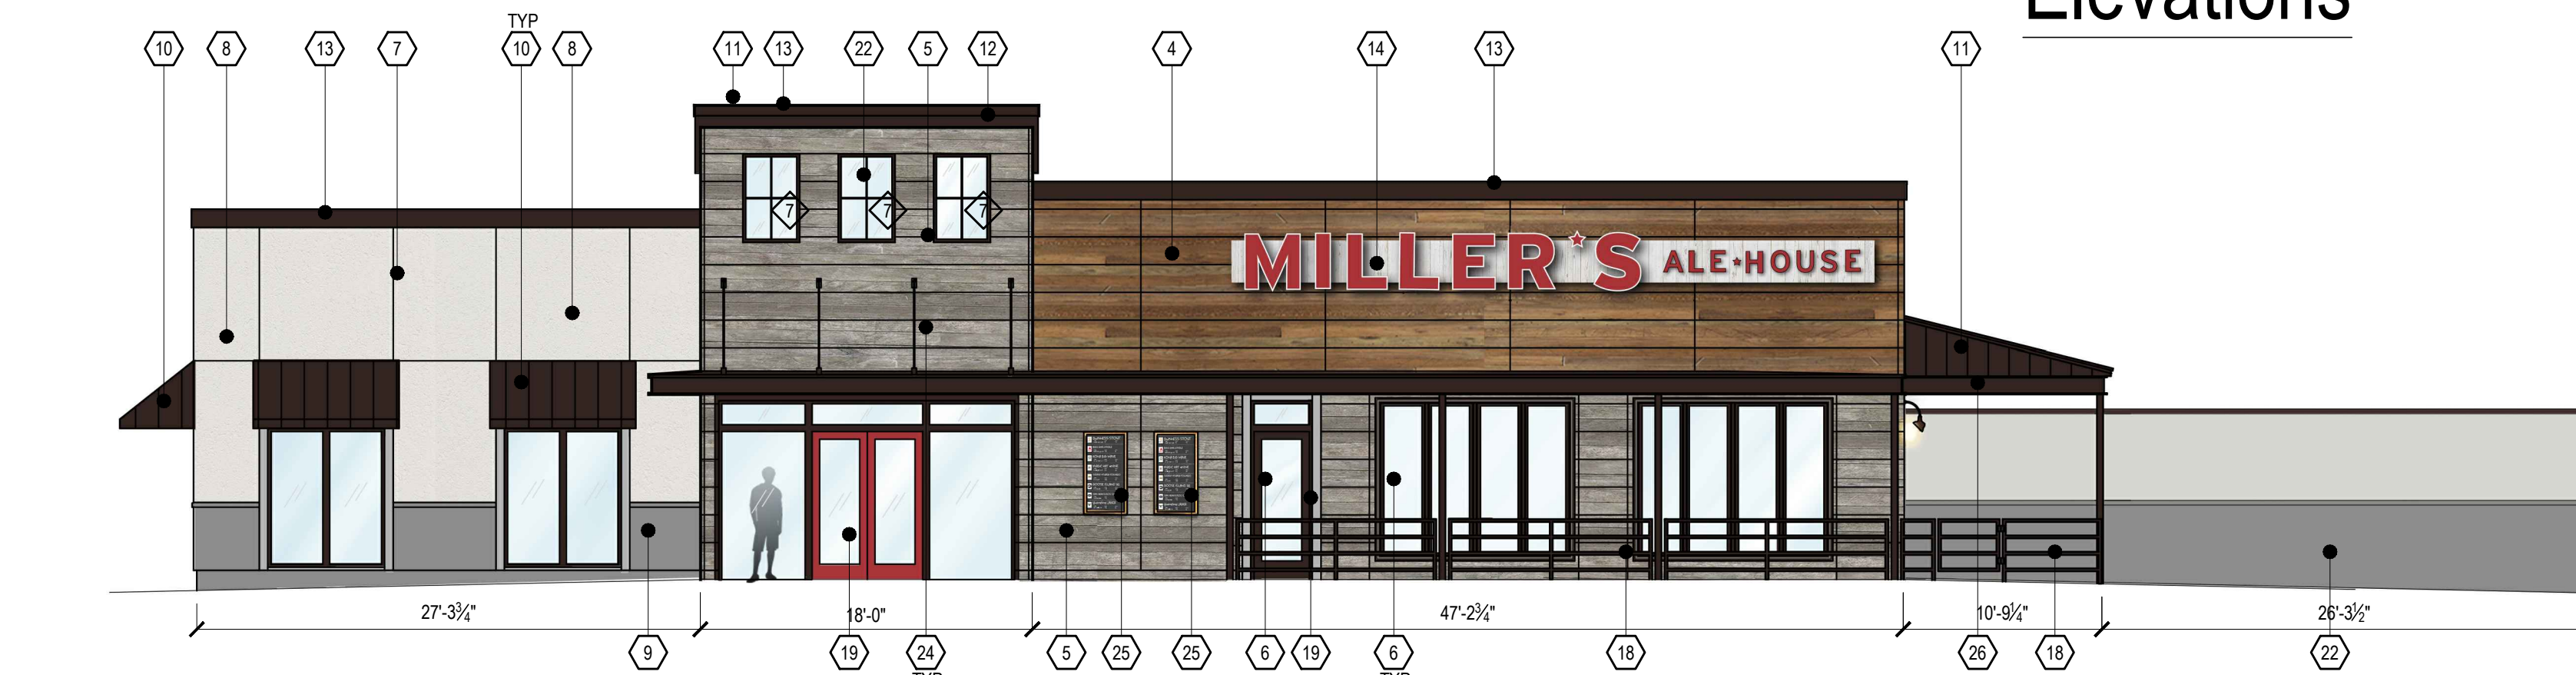 Elevations
TYP
10 8 13 7 10 8 11 13 22 5 12 4 14 13 11
7 7 7
MILLER'S ALE HOUSE
27'-3¾" 18'-0" 47'-2¾" 10'-9¼" 26'-3½"
9 19 24 5 25 25 6 19 6 18 26 18 22
TYP TYP